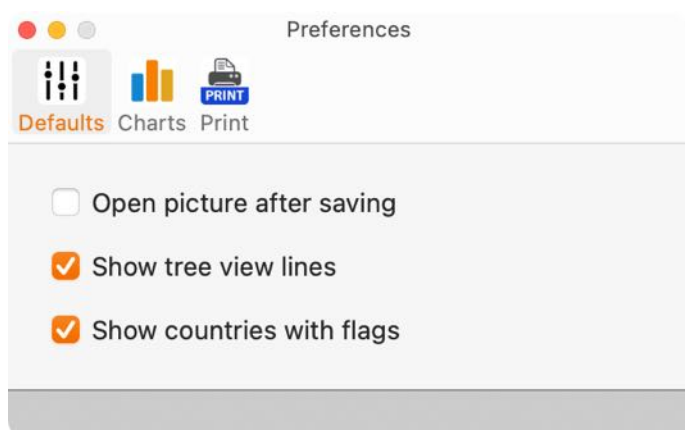 Preferences
PRINT
Defaults Charts Print
Open picture after saving
Show tree view lines
Show countries with flags